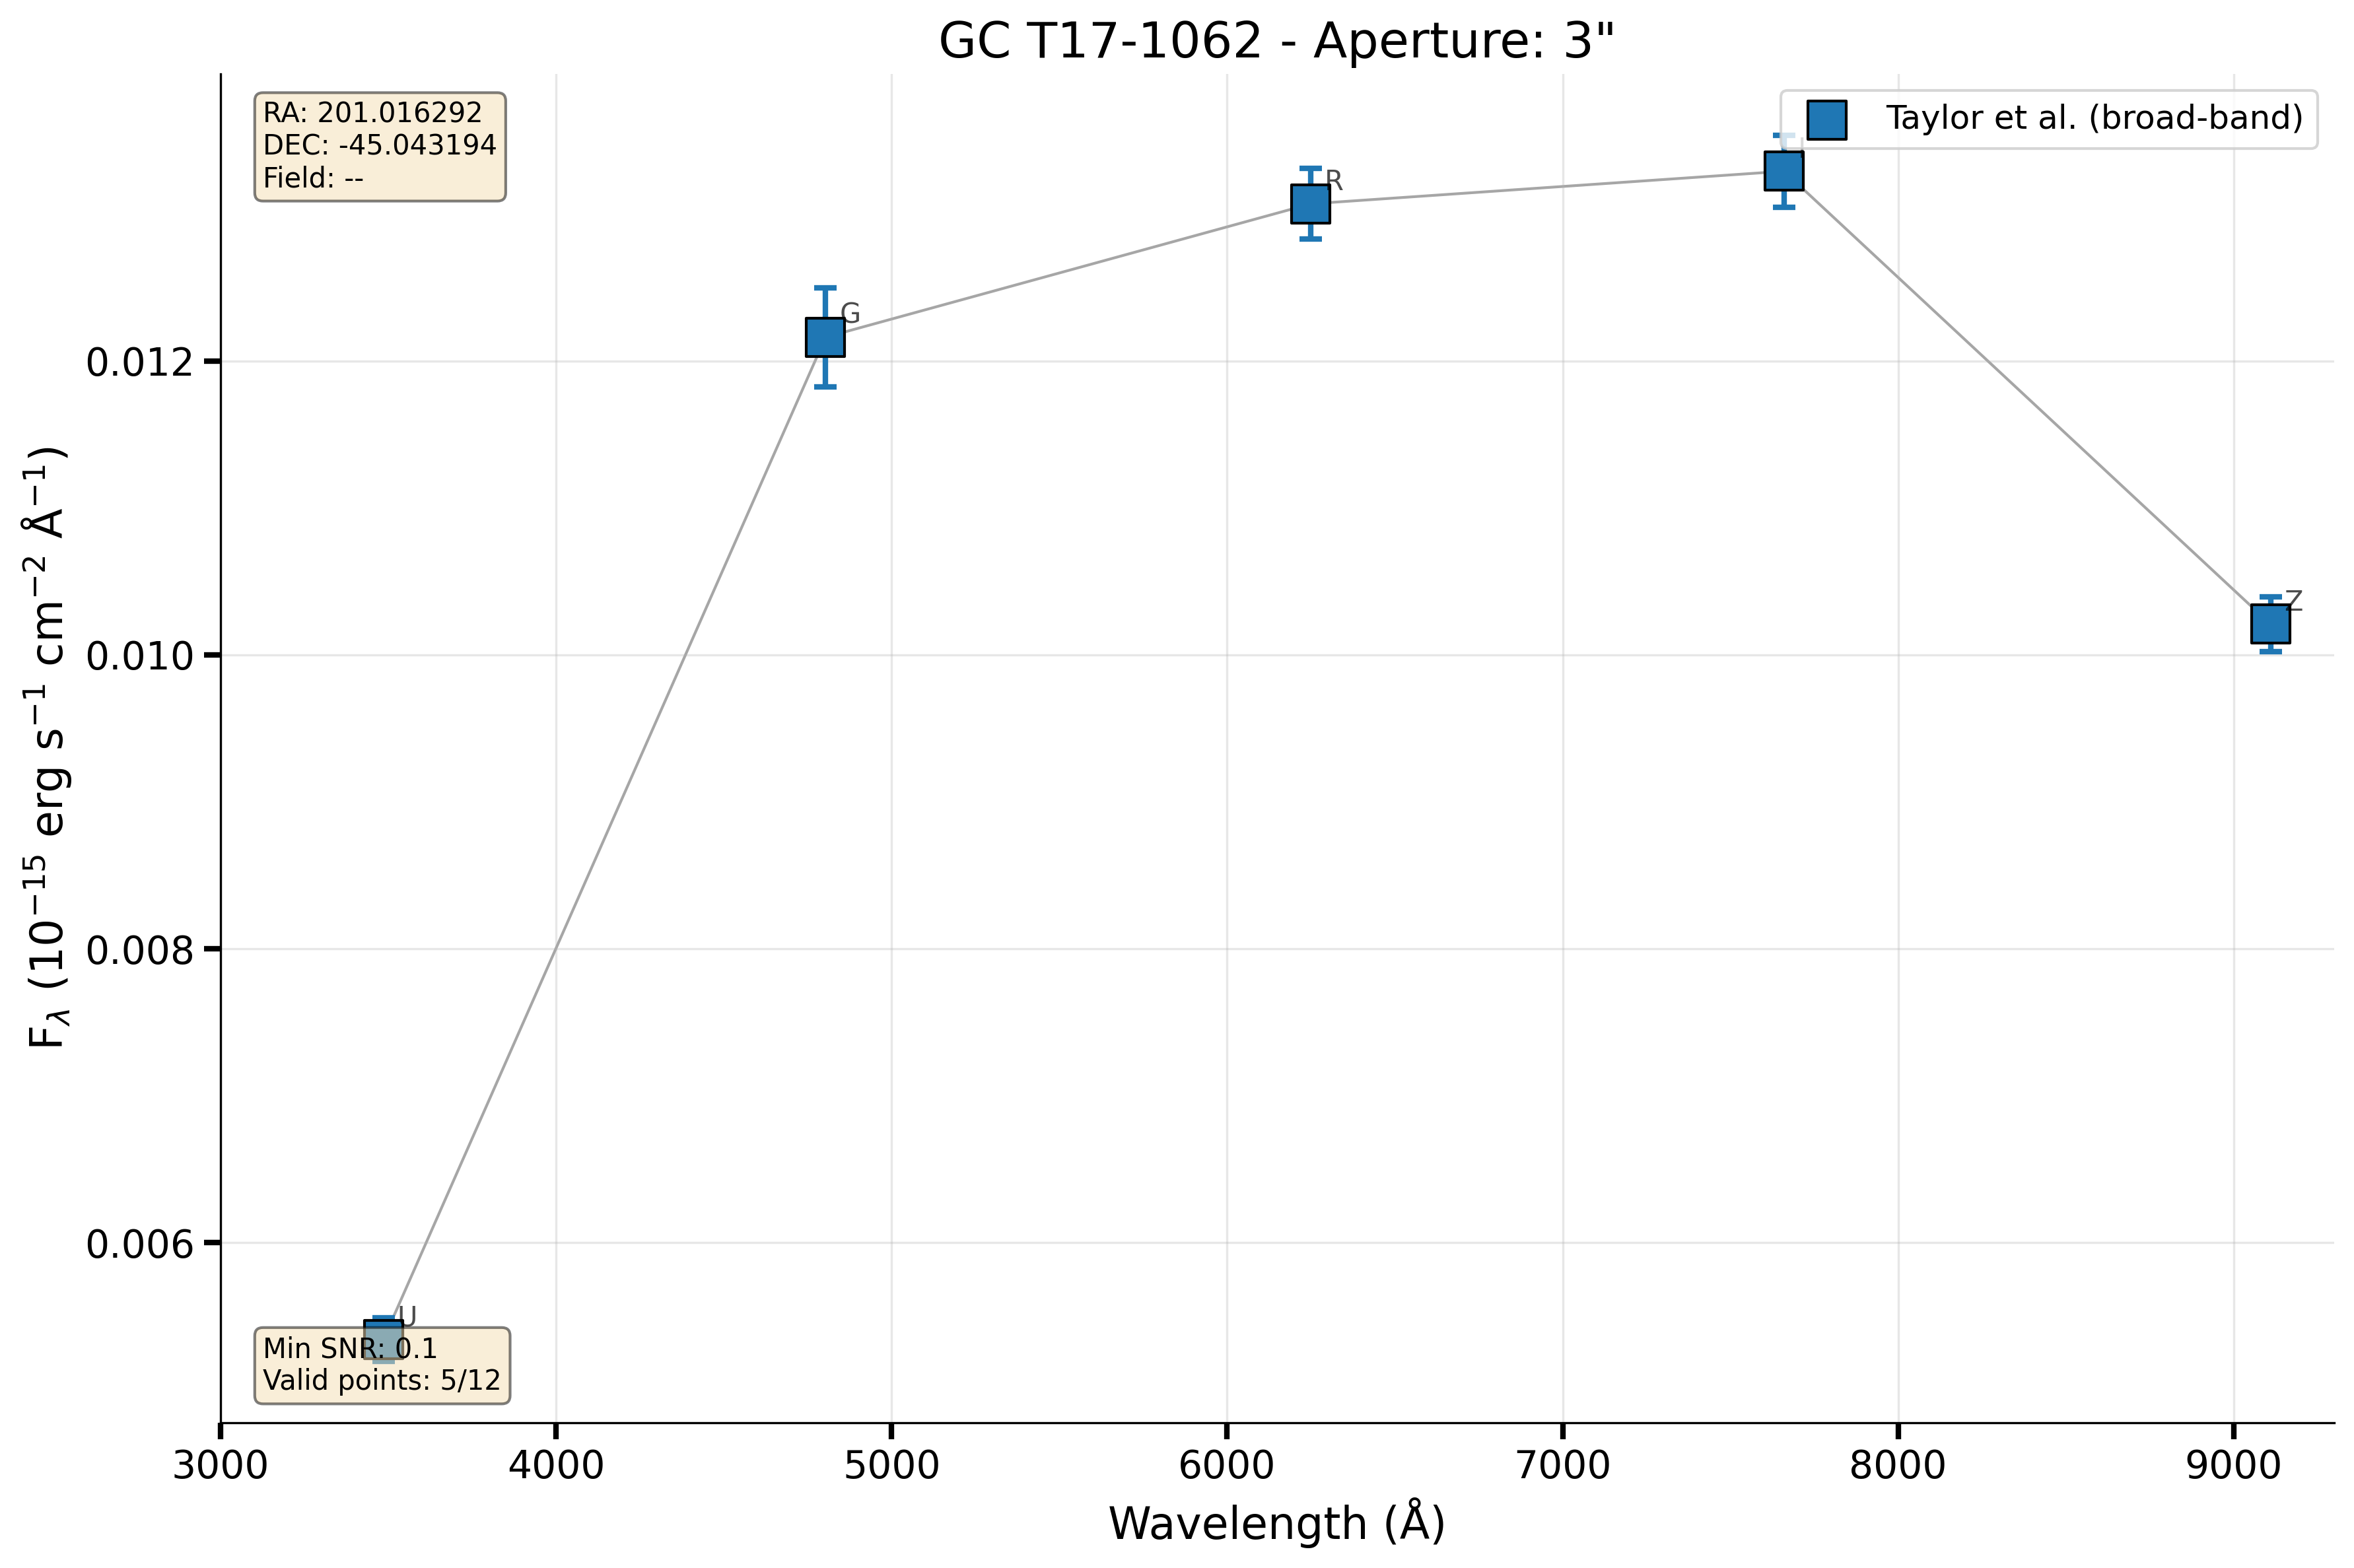 GC T17-1062 - Aperture: 3"
RA: 201.016292
DEC: -45.043194
Field: --
Taylor et al. (broad-band)
I
R
G
0.012
0.010
Z
0.008
0.006
U
Min SNR: 0.1
Valid points: 5/12
F_λ (10⁻¹⁵ erg s⁻¹ cm⁻² Å⁻¹)
3000 4000 5000 6000 7000 8000 9000
Wavelength (Å)